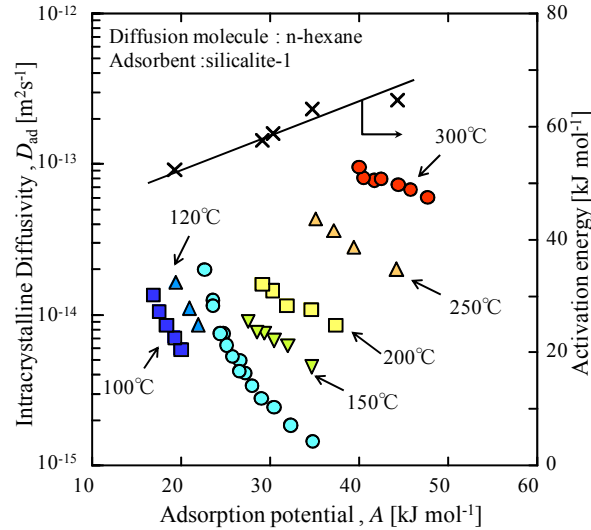 Diffusion molecule : n-hexane
Adsorbent :silicalite-1
10-12
10-13
10-14
10-15
Intracrystalline Diffusivity , Dad [m2s-1]
80
60
40
20
0
Activation energy [kJ mol-1]
300℃
120℃
250℃
200℃
100℃
150℃
10 20 30 40 50 60
Adsorption potential , A [kJ mol-1]